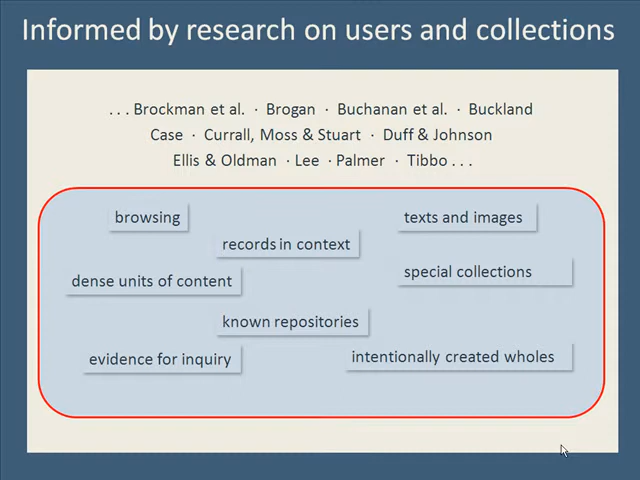 Informed by research on users and collections
. . . Brockman et al. · Brogan · Buchanan et al. · Buckland
Case · Currall, Moss & Stuart · Duff & Johnson
Ellis & Oldman · Lee · Palmer · Tibbo . . .
browsing
texts and images
records in context
special collections
dense units of content
known repositories
evidence for inquiry
intentionally created wholes